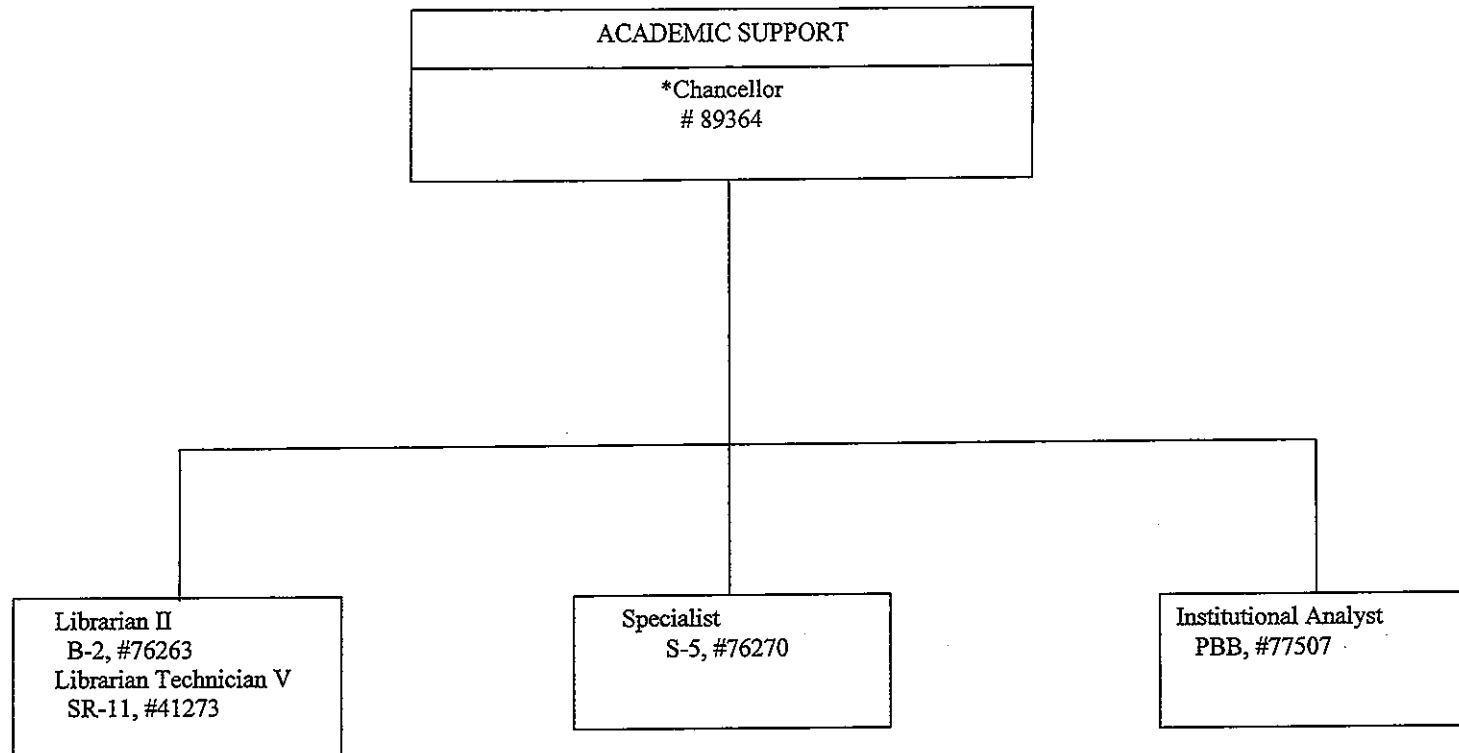 ACADEMIC SUPPORT
*Chancellor
# 89364
Librarian II
B-2, #76263
Librarian Technician V
SR-11, #41273
Specialist
S-5, #76270
Institutional Analyst
PBB, #77507